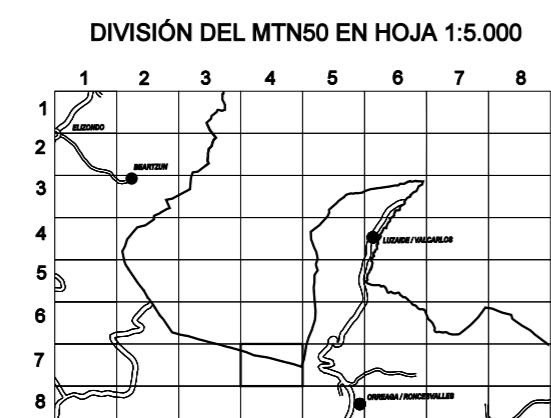 DIVISIÓN DEL MTN50 EN HOJA 1:5.000
1 2 3 4 5 6 7 8
1
ELIZONDO
2
BEARTZUN
3
4
LUZAIDE / VALCARLOS
5
6
7
8
ORREAGA / RONCESVALLES